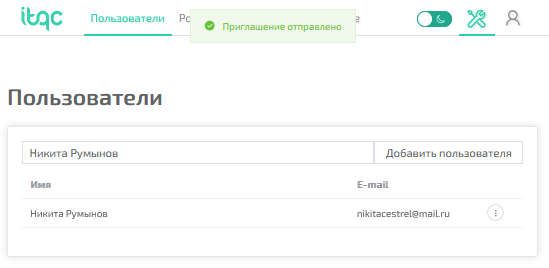 itqc
Пользователи
Приглашение отправлено
Пользователи
Никита Румынов
Добавить пользователя
Имя
E-mail
Никита Румынов
nikitacestrel@mail.ru